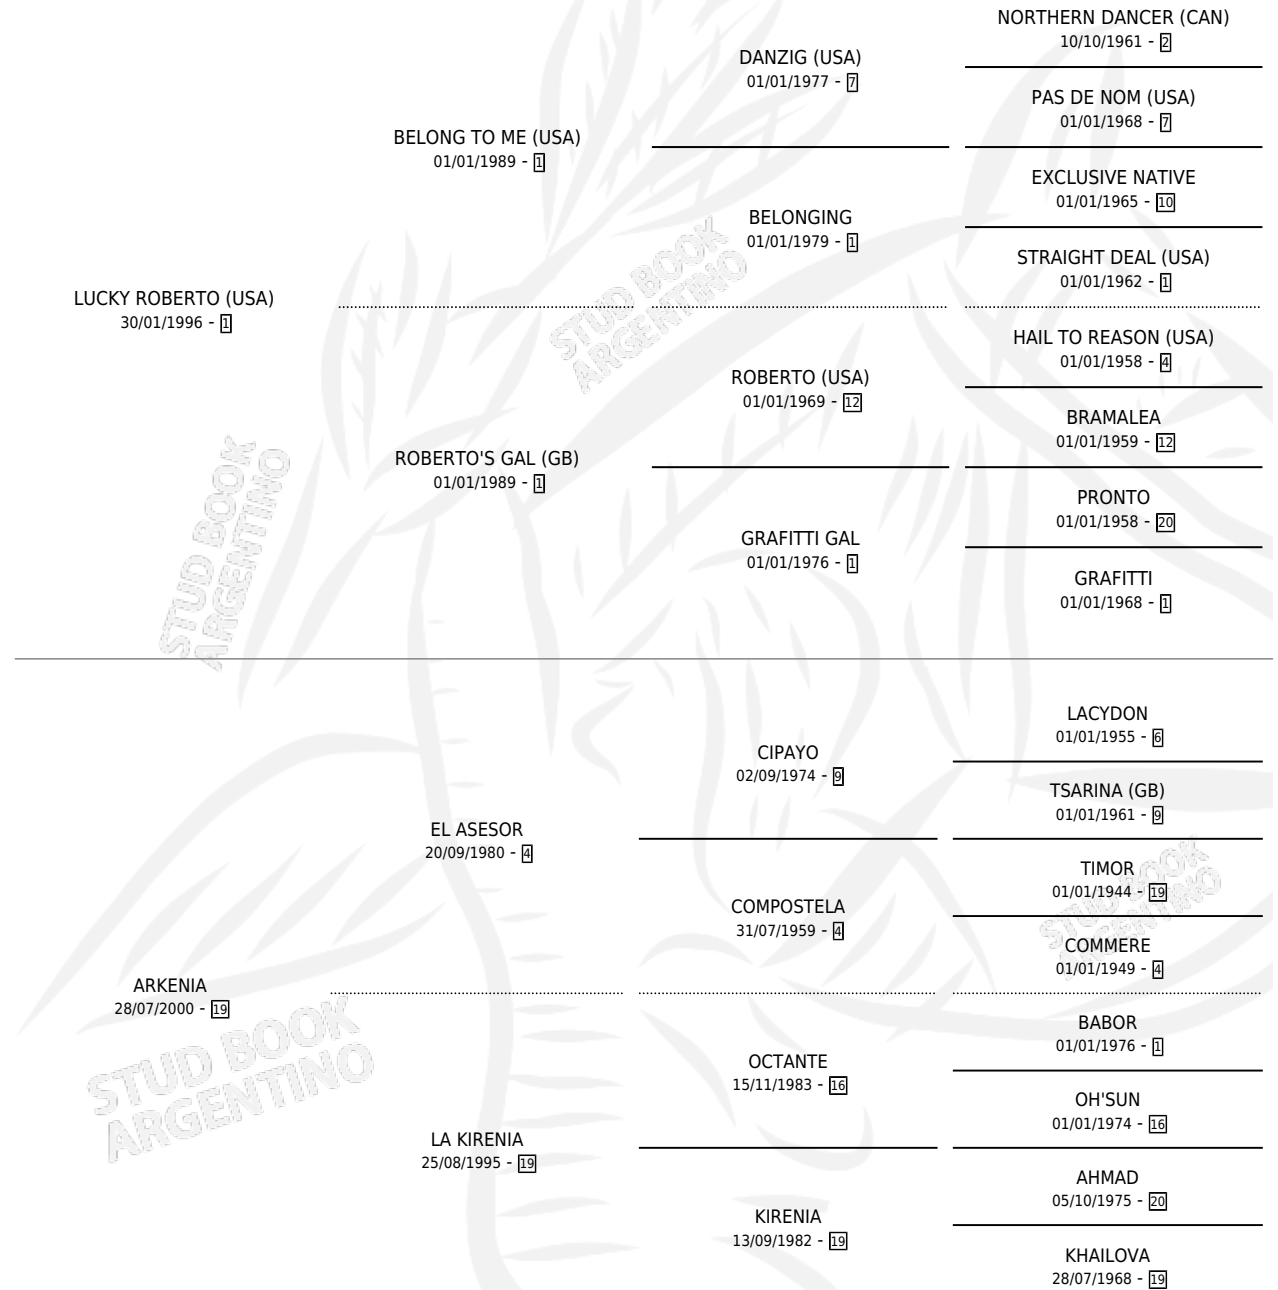 NORTHERN DANCER (CAN)
10/10/1961 - 2
DANZIG (USA)
01/01/1977 - 7
PAS DE NOM (USA)
01/01/1968 - 7
BELONG TO ME (USA)
01/01/1989 - 1
EXCLUSIVE NATIVE
01/01/1965 - 10
BELONGING
01/01/1979 - 1
STRAIGHT DEAL (USA)
01/01/1962 - 1
LUCKY ROBERTO (USA)
30/01/1996 - 1
HAIL TO REASON (USA)
01/01/1958 - 4
ROBERTO (USA)
01/01/1969 - 12
BRAMALEA
01/01/1959 - 12
ROBERTO'S GAL (GB)
01/01/1989 - 1
PRONTO
01/01/1958 - 20
GRAFITTI GAL
01/01/1976 - 1
GRAFITTI
01/01/1968 - 1
LACYDON
01/01/1955 - 6
CIPAYO
02/09/1974 - 9
TSARINA (GB)
01/01/1961 - 9
EL ASESOR
20/09/1980 - 4
TIMOR
01/01/1944 - 19
COMPOSTELA
31/07/1959 - 4
COMMERE
01/01/1949 - 4
ARKENIA
28/07/2000 - 19
BABOR
01/01/1976 - 1
OCTANTE
15/11/1983 - 16
OH'SUN
01/01/1974 - 16
LA KIRENIA
25/08/1995 - 19
AHMAD
05/10/1975 - 20
KIRENIA
13/09/1982 - 19
KHAILOVA
28/07/1968 - 19
STUD BOOK
ARGENTINO
STUD BOOK
ARGENTINO
STUD BOOK
ARGENTINO
STUD BOOK
ARGENTINO